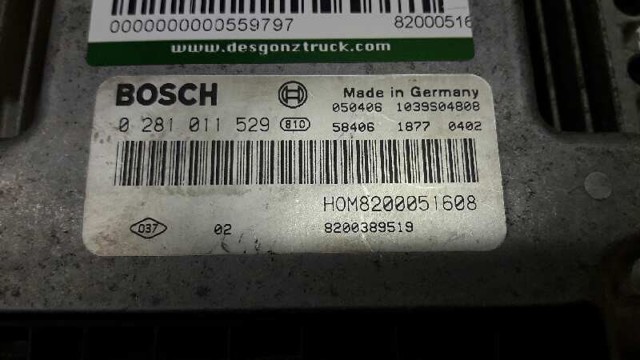 0000000000559797 82000516
www.desgonztruck.com
BOSCH Made in Germany
050406 1039S04808
0 281 011 529 810 58406 1877 0402
HOM8200051608
037 02 8200389519